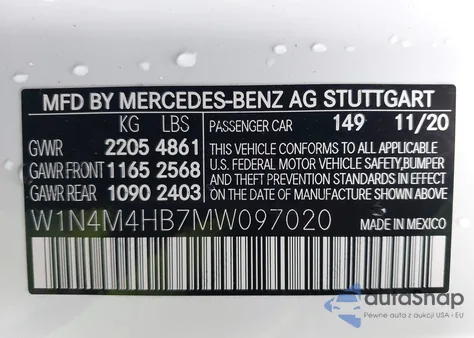 MFD BY MERCEDES-BENZ AG STUTTGART
KG LBS
PASSENGER CAR 149 11/20
GVWR 2205 4861
GAWR FRONT 1165 2568
GAWR REAR 1090 2403
THIS VEHICLE CONFORMS TO ALL APPLICABLE
U.S. FEDERAL MOTOR VEHICLE SAFETY, BUMPER
AND THEFT PREVENTION STANDARDS IN EFFECT
ON THE DATE OF MANUFACTURE SHOWN ABOVE.
W1N4M4HB7MW097020
MADE IN MEXICO
autosnap
Pewne auta z aukcji USA i EU